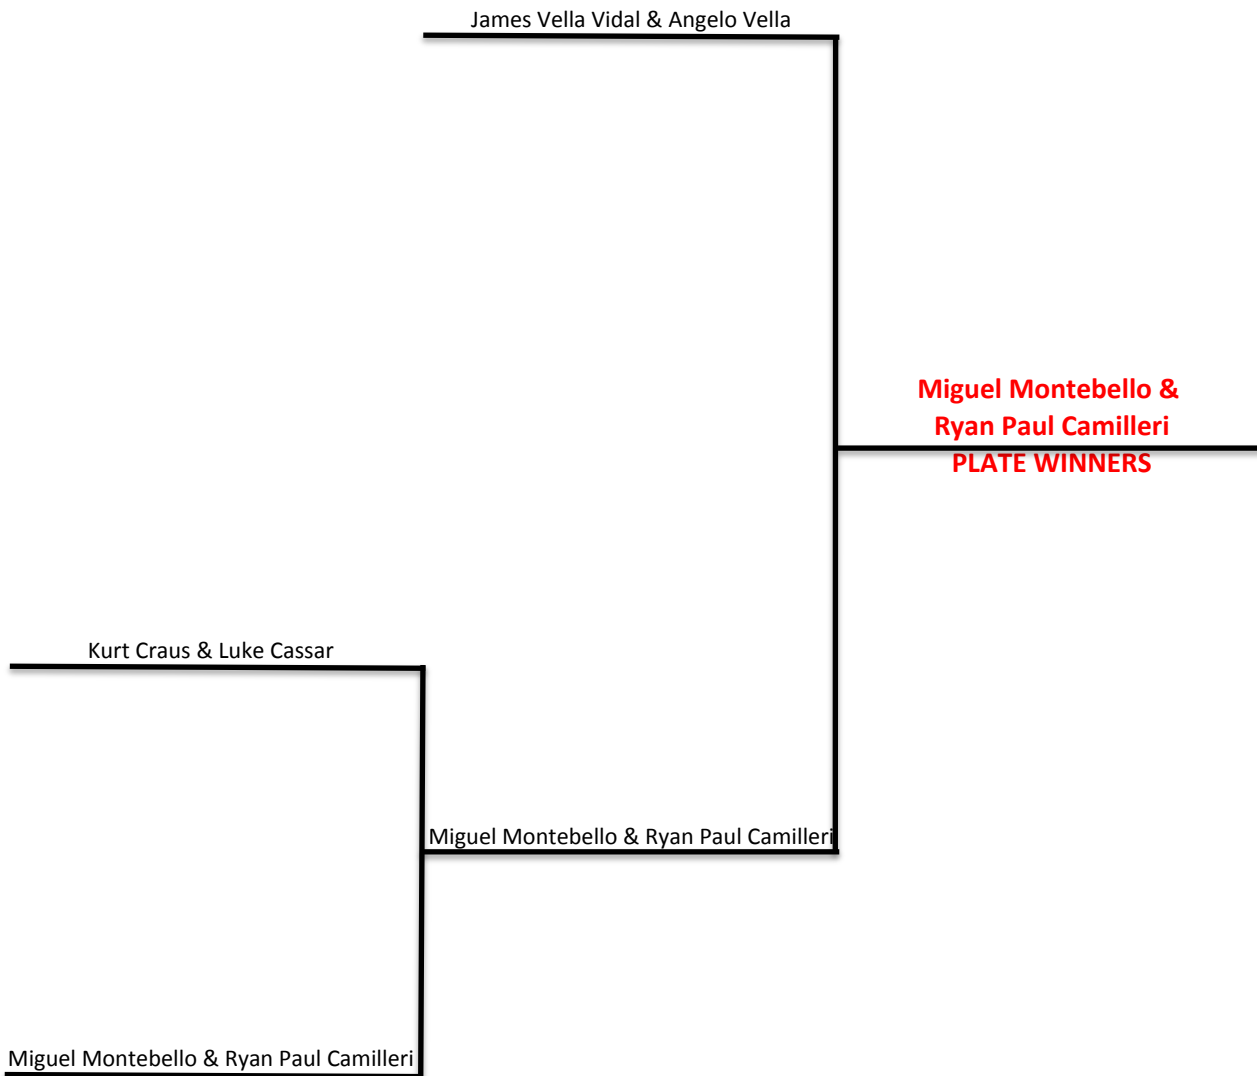 James Vella Vidal & Angelo Vella
Miguel Montebello &
Ryan Paul Camilleri
PLATE WINNERS
Kurt Craus & Luke Cassar
Miguel Montebello & Ryan Paul Camilleri
Miguel Montebello & Ryan Paul Camilleri